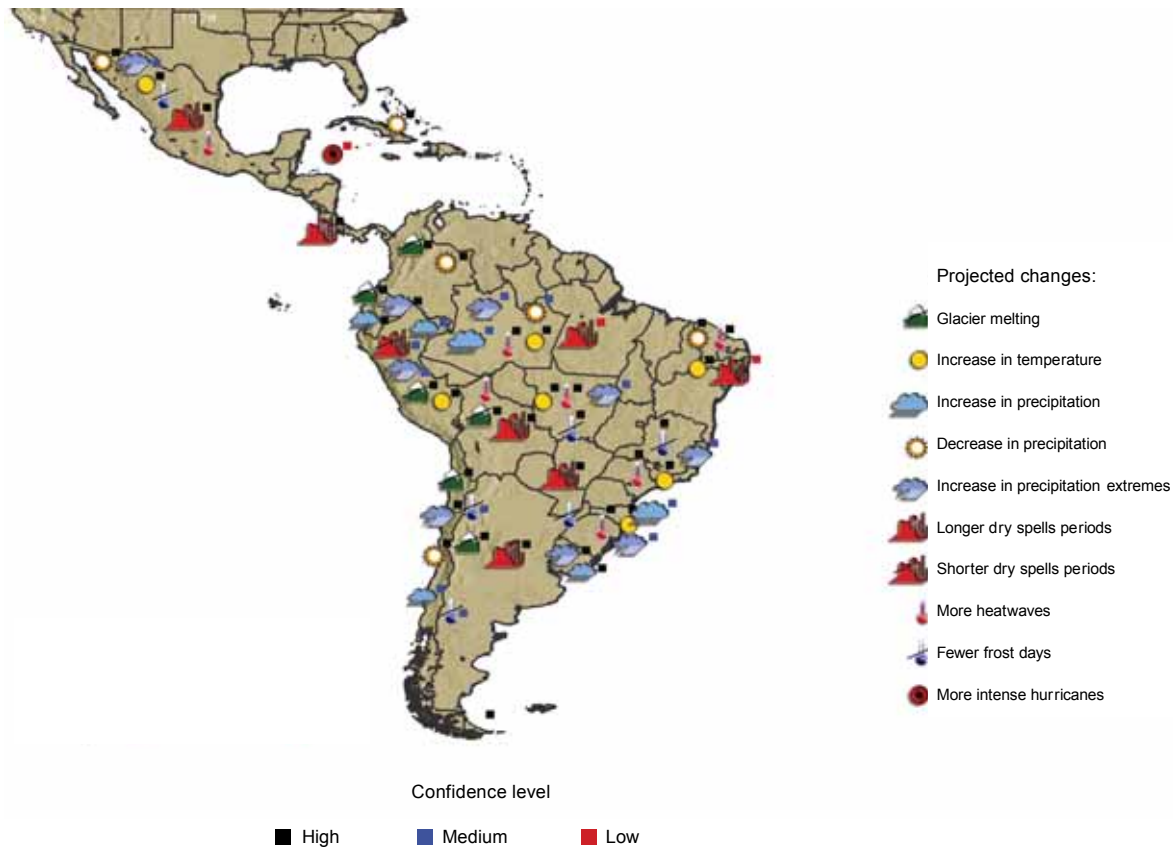 Projected changes:
Glacier melting
Increase in temperature
Increase in precipitation
Decrease in precipitation
Increase in precipitation extremes
Longer dry spells periods
Shorter dry spells periods
More heatwaves
Fewer frost days
More intense hurricanes
Confidence level
High Medium Low